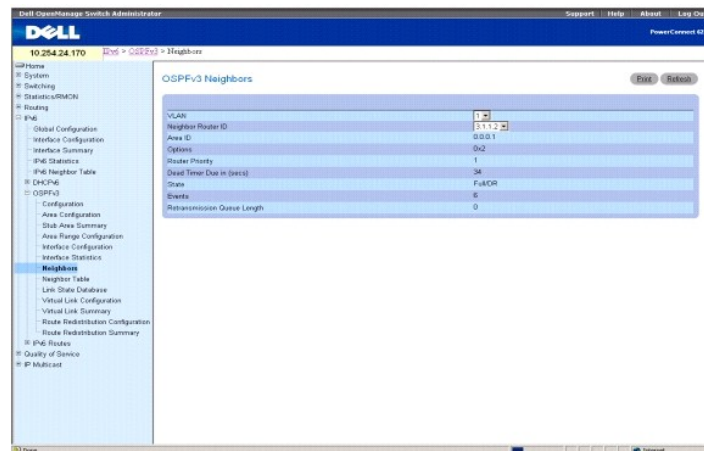 Dell OpenManage Switch Administrator
Support Help About Log Ou
DELL
PowerConnect 62
10.254.24.170
IPv6 > OSPFv3 > Neighbors
Home
System
Switching
Statistics/RMON
Routing
IPv6
Global Configuration
Interface Configuration
Interface Summary
IPv6 Statistics
IPv6 Neighbor Table
DHCPv6
OSPFv3
Configuration
Area Configuration
Stub Area Summary
Area Range Configuration
Interface Configuration
Interface Statistics
Neighbors
Neighbor Table
Link State Database
Virtual Link Configuration
Virtual Link Summary
Route Redistribution Configuration
Route Redistribution Summary
IPv6 Routes
Quality of Service
IP Multicast
OSPFv3 Neighbors
Print Refresh
VLAN 1
Neighbor Router ID 3.1.1.2
Area ID 0.0.0.1
Options 0x2
Router Priority 1
Dead Timer Due in (secs) 34
State Full/DR
Events 6
Retransmission Queue Length 0
Done
Internet